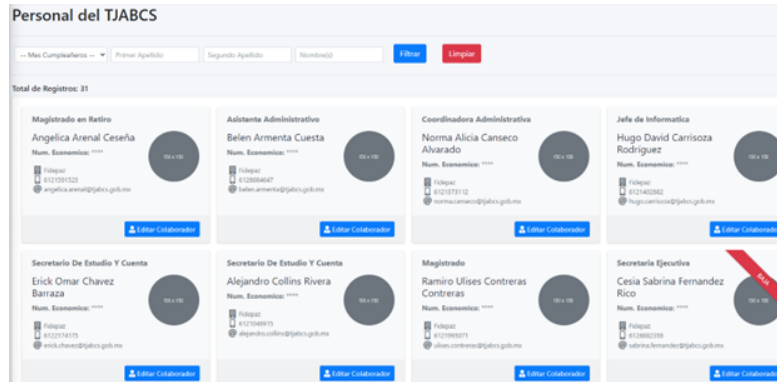 Personal del TJABCS
-- Mes Cumpleañeros -- Primer Apellido Segundo Apellido Nombre(s) Filtrar Limpiar
Total de Registros: 31
Magistrado en Retiro
Angelica Arenal Ceseña
Num. Economico: ****
Fidepaz
6121591523
@ angelica.arenal@tjabcs.gob.mx
150 x 150
Editar Colaborador
Asistente Administrativo
Belen Armenta Cuesta
Num. Economico: ****
Fidepaz
6128684647
@ belen.armenta@tjabcs.gob.mx
150 x 150
Editar Colaborador
Coordinadora Administrativa
Norma Alicia Canseco
Alvarado
Num. Economico: ****
Fidepaz
6121373112
@ norma.canseco@tjabcs.gob.mx
150 x 150
Editar Colaborador
Jefe de Informatica
Hugo David Carrisoza
Rodriguez
Num. Economico: ****
Fidepaz
6121402882
@ hugo.carrisoza@tjabcs.gob.mx
150 x 150
Editar Colaborador
Secretario De Estudio Y Cuenta
Erick Omar Chavez
Barraza
Num. Economico: ****
Fidepaz
6122174175
@ erick.chavez@tjabcs.gob.mx
150 x 150
Editar Colaborador
Secretario De Estudio Y Cuenta
Alejandro Collins Rivera
Num. Economico: ****
Fidepaz
6121046915
@ alejandro.collins@tjabcs.gob.mx
150 x 150
Editar Colaborador
Magistrado
Ramiro Ulises Contreras
Contreras
Num. Economico: ****
Fidepaz
@ ulises.contreras@tjabcs.gob.mx
150 x 150
Editar Colaborador
Secretaria Ejecutiva
BAJA
Cesia Sabrina Fernandez
Rico
Num. Economico: ****
Fidepaz
@ sabrina.fernandez@tjabcs.gob.mx
150 x 150
Editar Colaborador